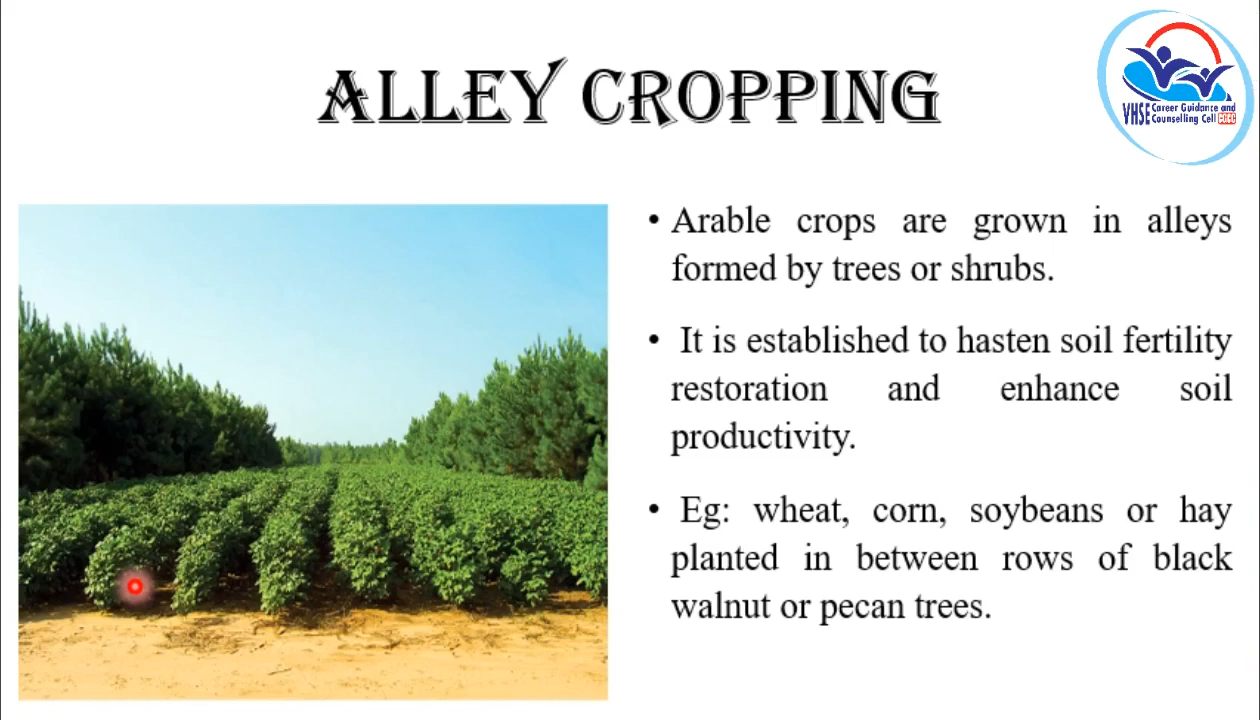 ALLEY CROPPING
VHSE Career Guidance and
Counselling Cell CGCC
• Arable crops are grown in alleys
formed by trees or shrubs.
• It is established to hasten soil fertility
restoration and enhance soil
productivity.
• Eg: wheat, corn, soybeans or hay
planted in between rows of black
walnut or pecan trees.